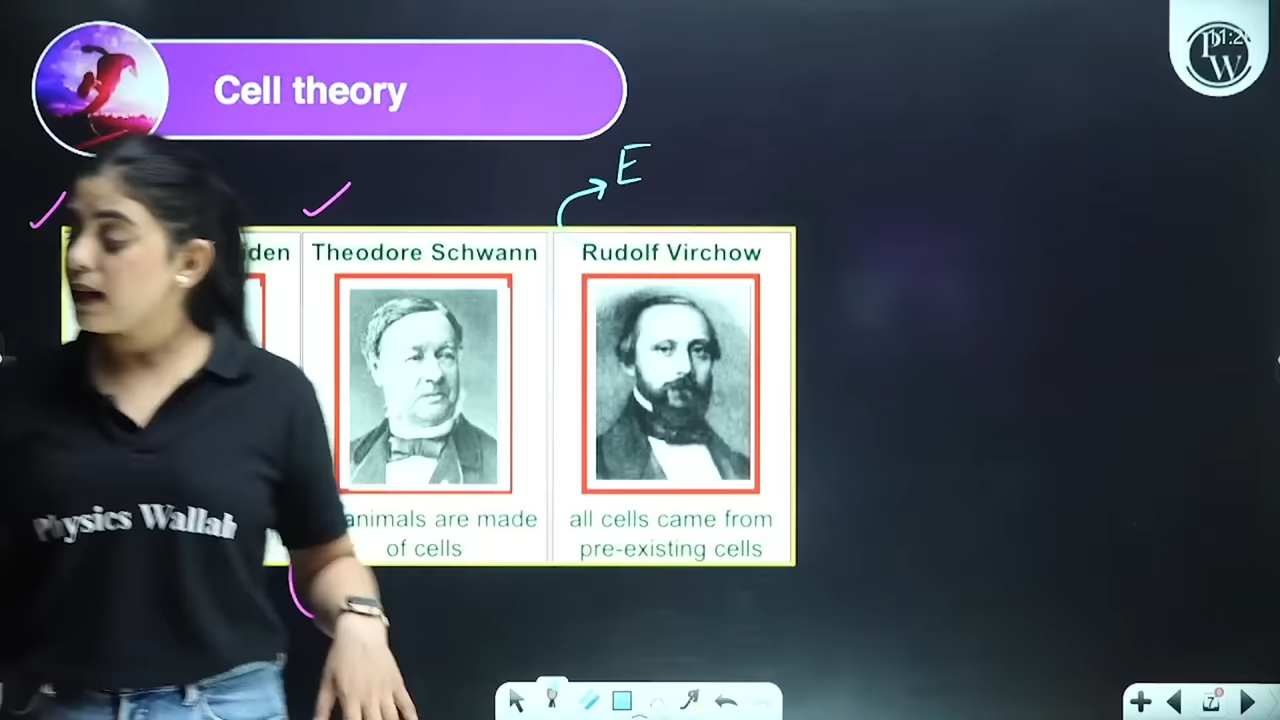 Cell theory
E
den
Theodore Schwann
Rudolf Virchow
animals are made
of cells
all cells came from
pre-existing cells
Physics Wallah
PW